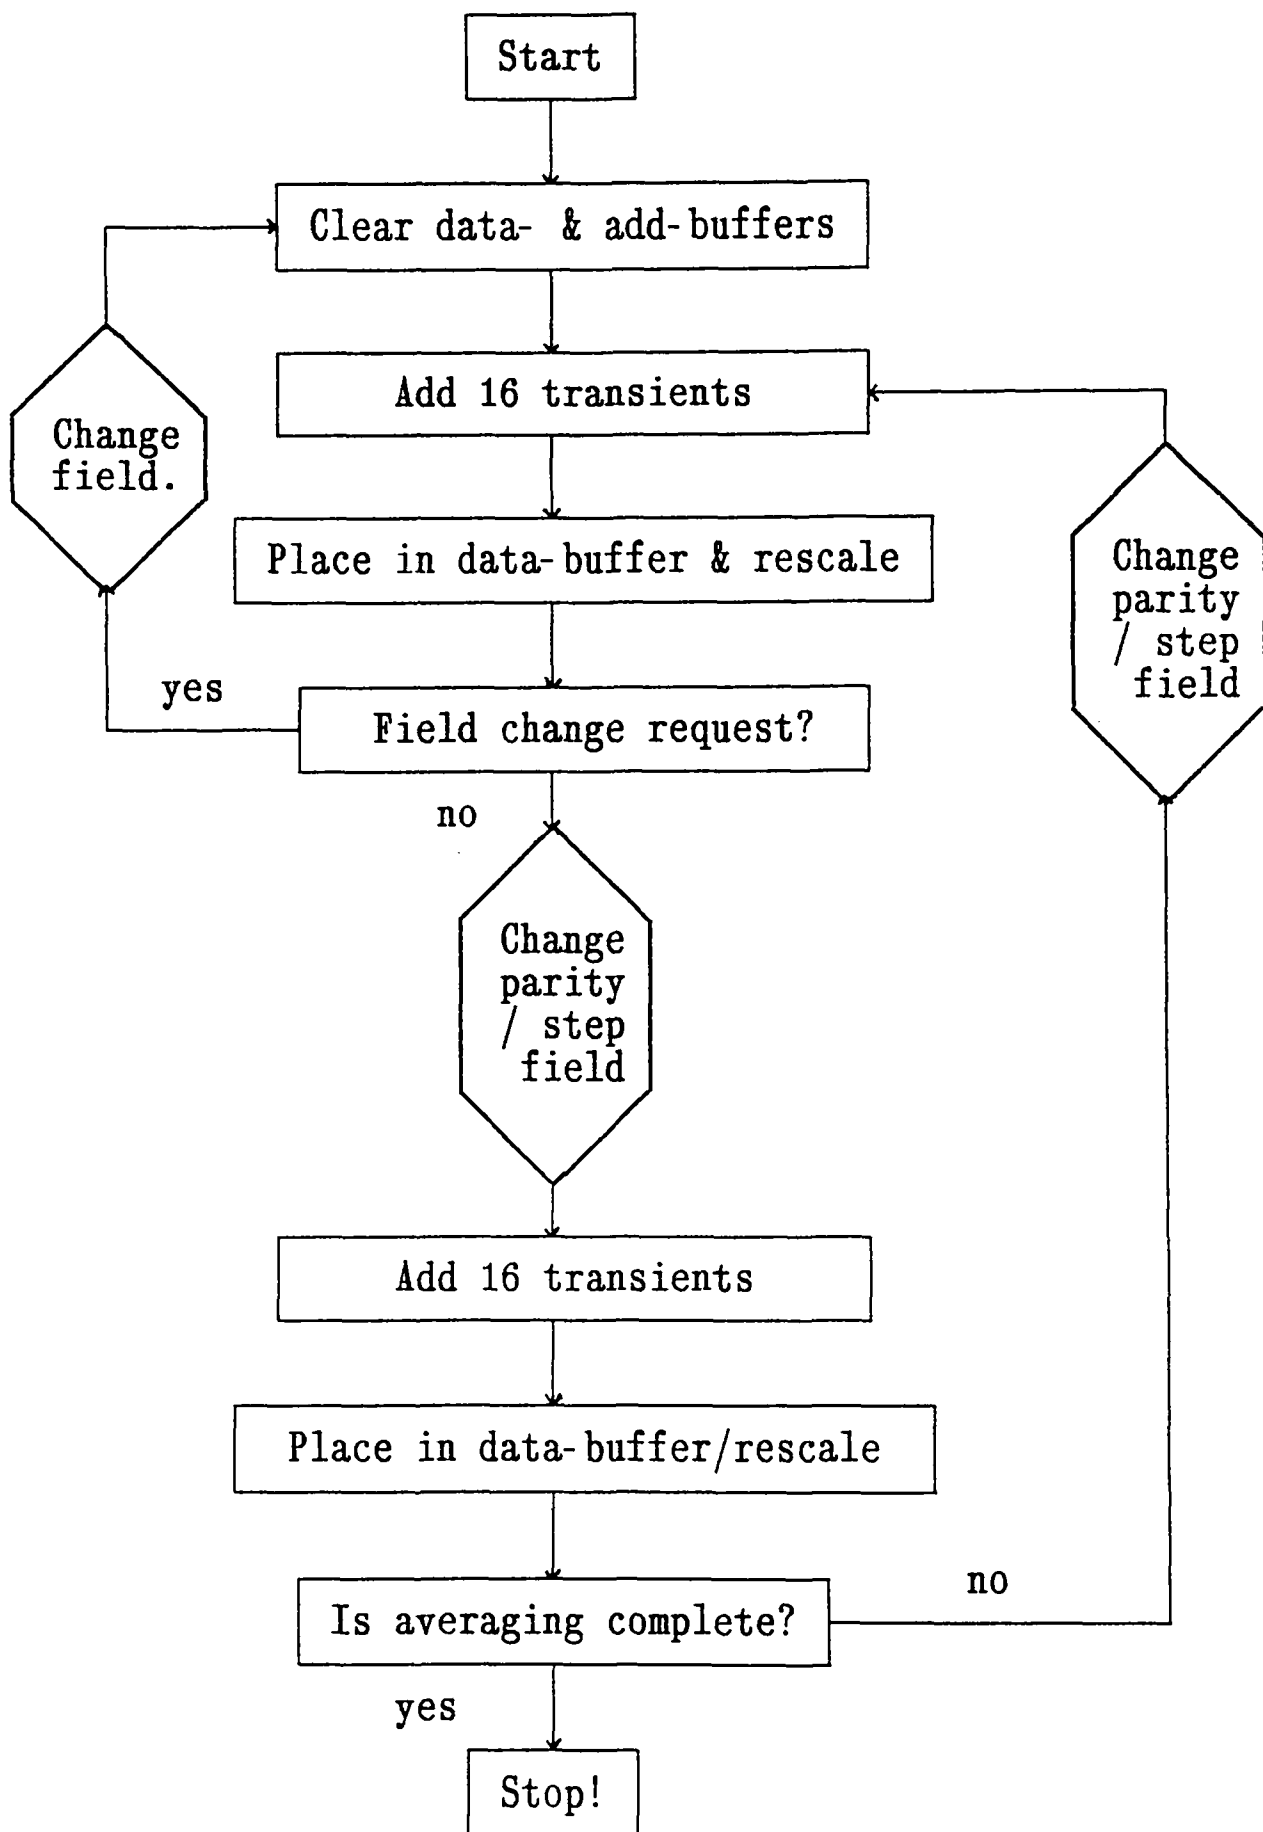 Start
Clear data- & add-buffers
Add 16 transients
Change
field.
Place in data-buffer & rescale
Change
parity
/ step
field
yes
Field change request?
no
Change
parity
/ step
field
Add 16 transients
Place in data-buffer/rescale
no
Is averaging complete?
yes
Stop!